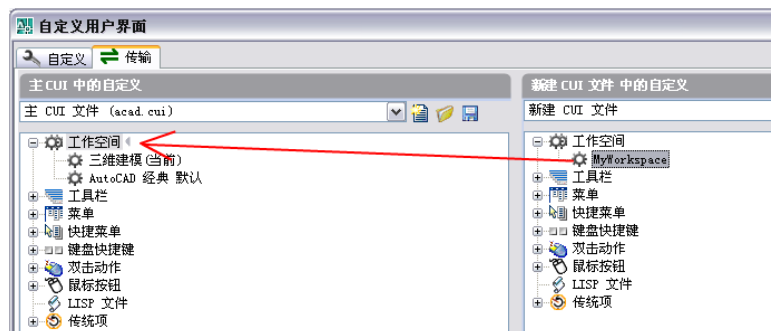 自定义用户界面
自定义 传输
主 CUI 中的自定义
主 CUI 文件 (acad.cui)
工作空间
三维建模(当前)
AutoCAD 经典 默认
工具栏
菜单
快捷菜单
键盘快捷键
双击动作
鼠标按钮
LISP 文件
传统项
新建 CUI 文件 中的自定义
新建 CUI 文件
工作空间
MyWorkspace
工具栏
菜单
快捷菜单
键盘快捷键
双击动作
鼠标按钮
LISP 文件
传统项